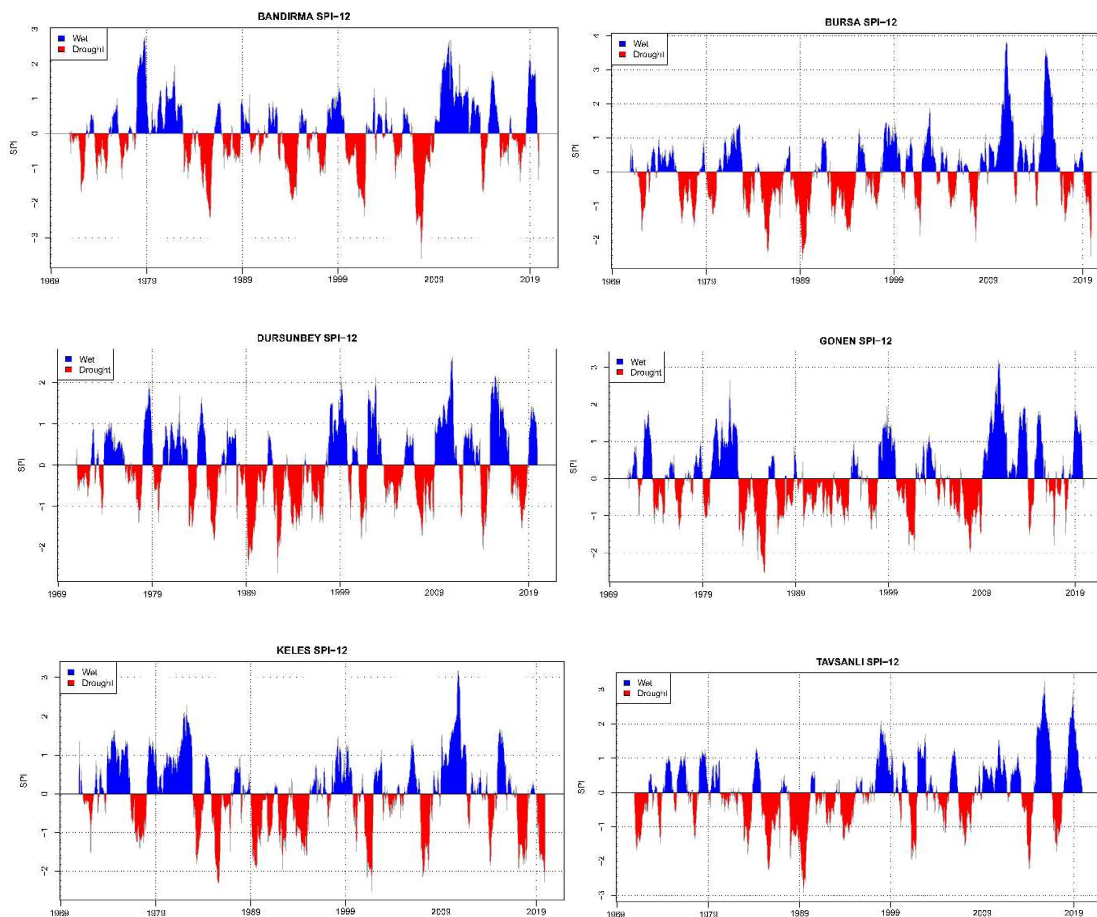 BANDIRMA SPI-12
Wet
Drought
SPI
3
2
1
0
-1
-2
-3
1969 1979 1989 1999 2009 2019
BURSA SPI-12
Wet
Drought
SPI
4
3
2
1
0
-1
-2
1969 1979 1989 1999 2009 2019
DURSUNBEY SPI-12
Wet
Drought
SPI
2
1
0
-1
-2
1969 1979 1989 1999 2009 2019
GONEN SPI-12
Wet
Drought
SPI
3
2
1
0
-1
-2
1969 1979 1989 1999 2009 2019
KELES SPI-12
Wet
Drought
SPI
3
2
1
0
-1
-2
1969 1979 1989 1999 2009 2019
TAVSANLI SPI-12
Wet
Drought
SPI
3
2
1
0
-1
-2
-3
1969 1979 1989 1999 2009 2019